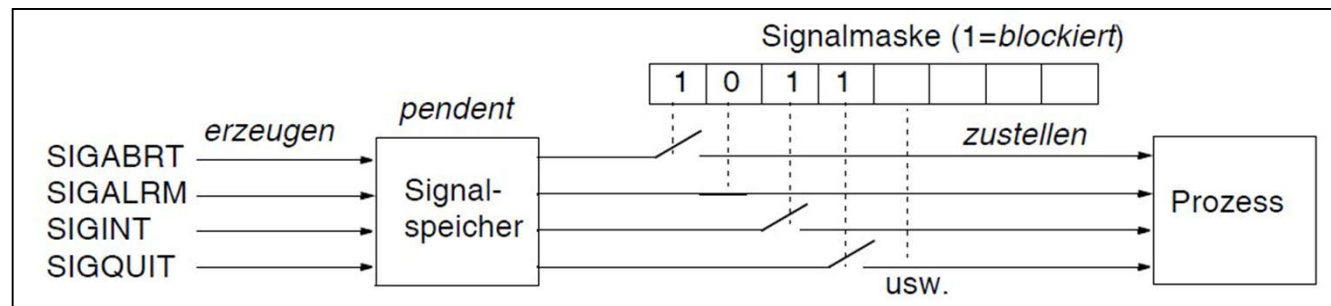 Signalmaske (1=blockiert)
1 0 1 1
pendent
erzeugen
zustellen
SIGABRT
SIGALRM
SIGINT
SIGQUIT
Signal-
speicher
Prozess
usw.